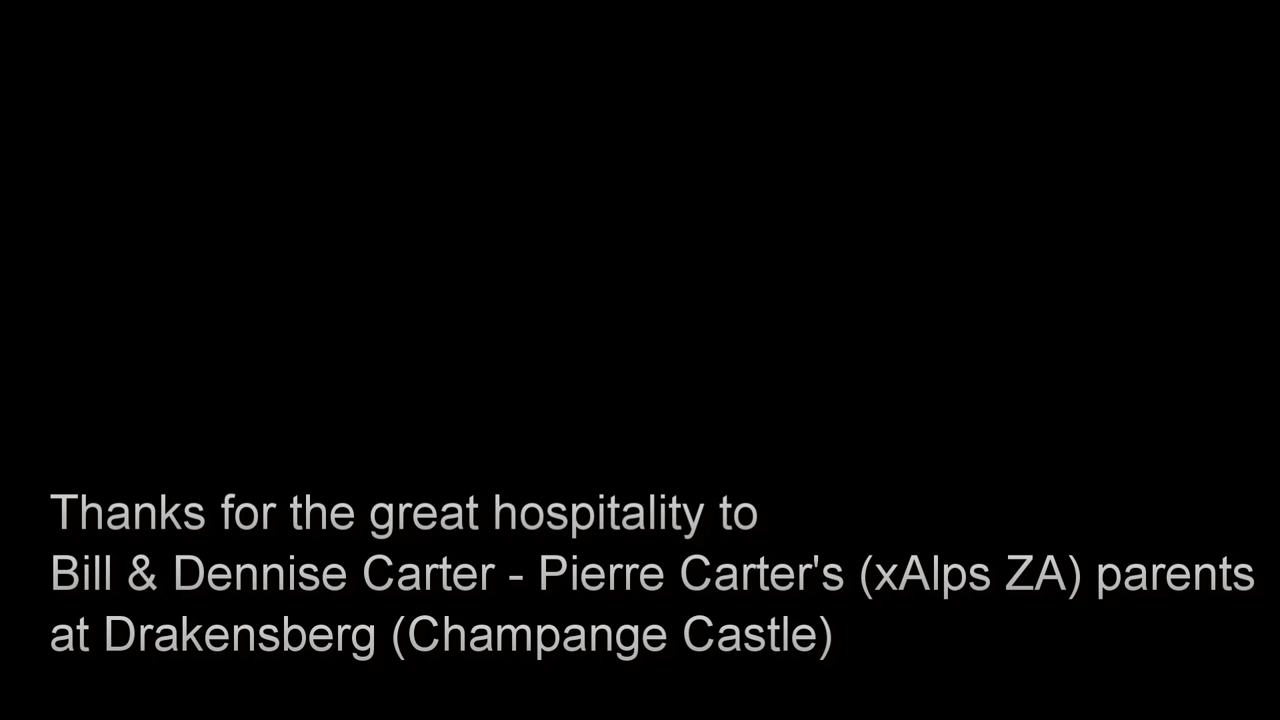 Thanks for the great hospitality to
Bill & Dennise Carter - Pierre Carter's (xAlps ZA) parents
at Drakensberg (Champange Castle)